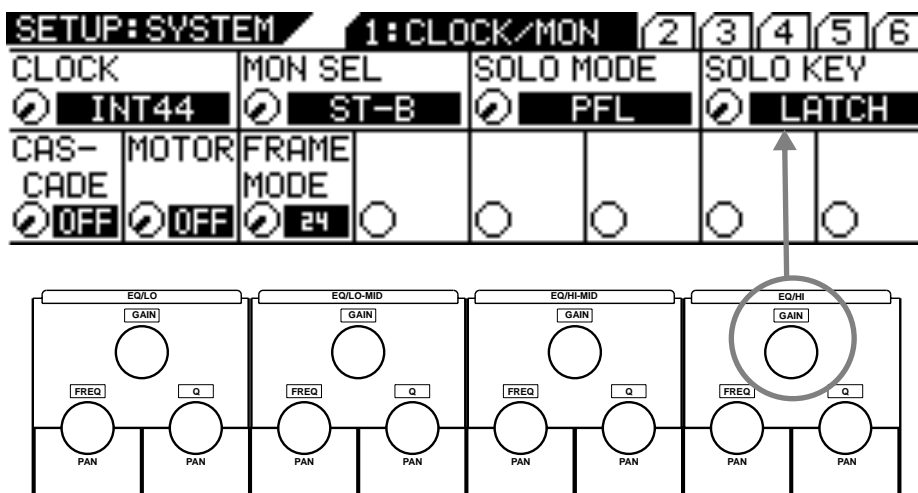 SETUP:SYSTEM 1:CLOCK/MON 2 3 4 5 6
CLOCK MON SEL SOLO MODE SOLO KEY
INT44 ST-B PFL LATCH
CAS- MOTOR FRAME
CADE MODE
OFF OFF 24
EQ/LO EQ/LO-MID EQ/HI-MID EQ/HI
GAIN GAIN GAIN GAIN
FREQ Q FREQ Q FREQ Q FREQ Q
PAN PAN PAN PAN PAN PAN PAN PAN